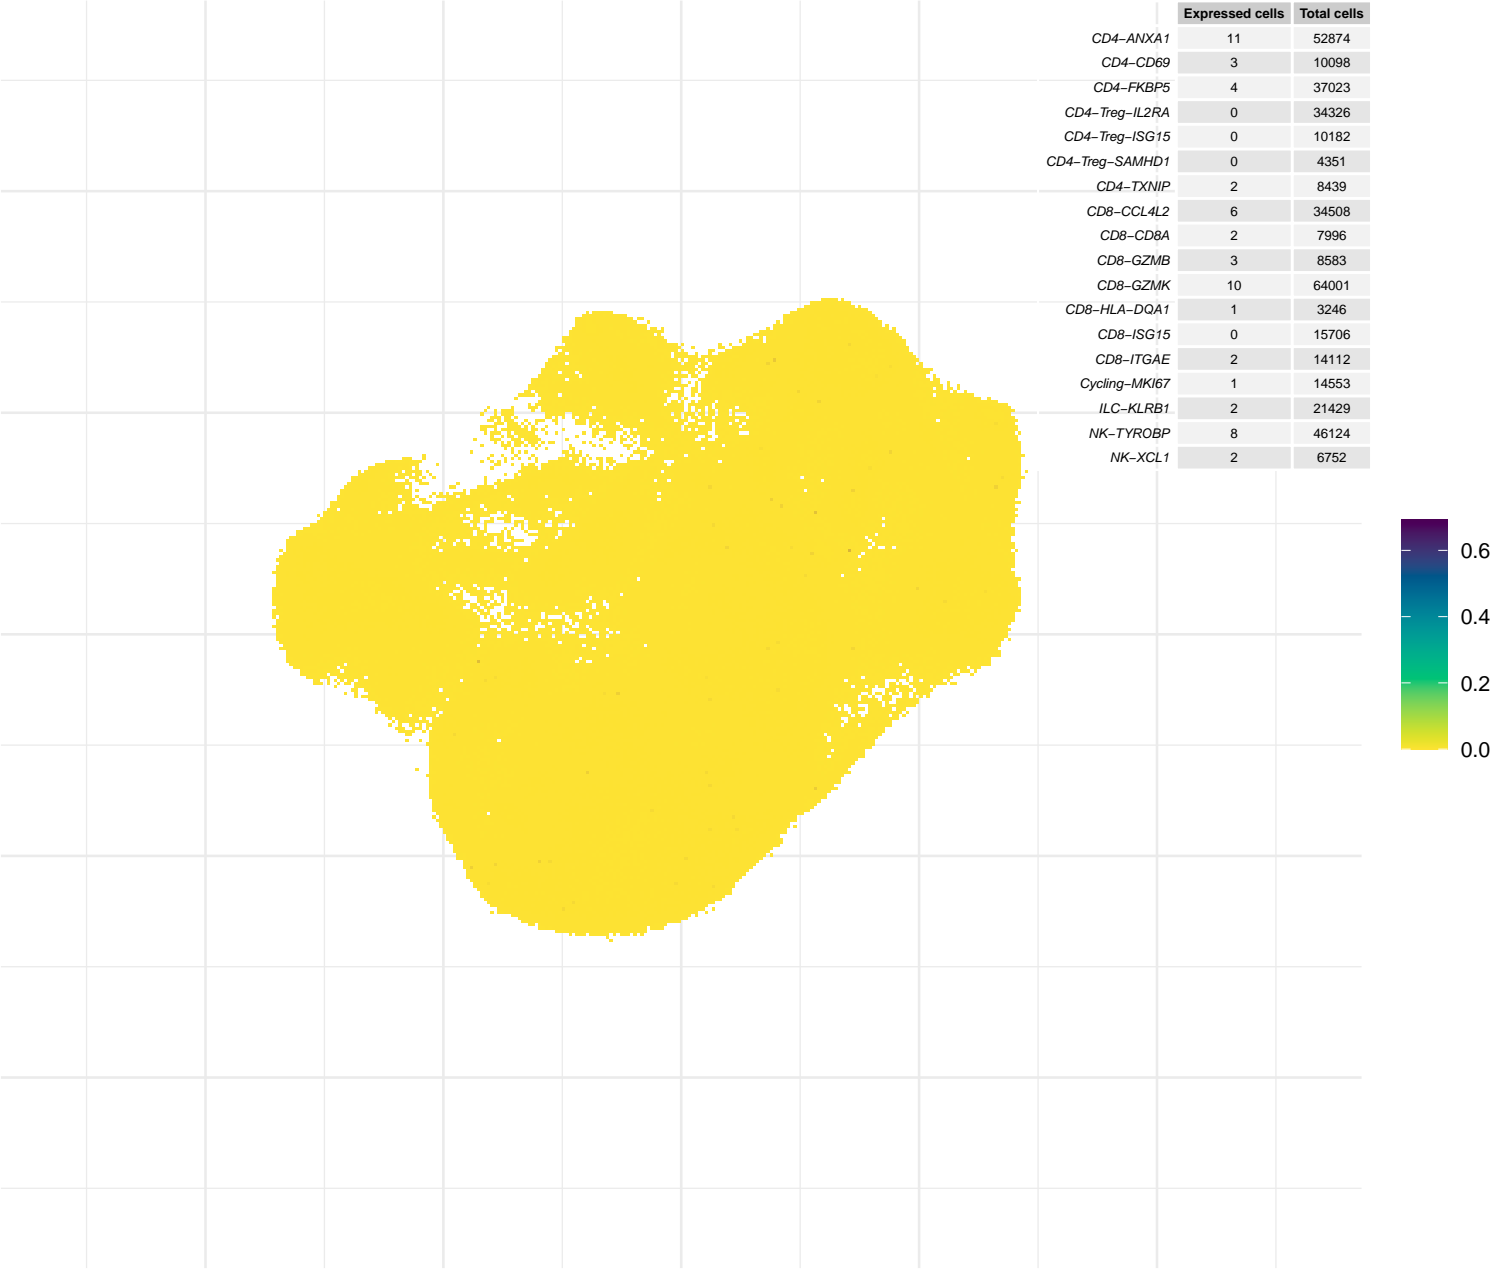 Expressed cells Total cells
CD4−ANXA1 11 52874
CD4−CD69 3 10098
CD4−FKBP5 4 37023
CD4−Treg−IL2RA 0 34326
CD4−Treg−ISG15 0 10182
CD4−Treg−SAMHD1 0 4351
CD4−TXNIP 2 8439
CD8−CCL4L2 6 34508
CD8−CD8A 2 7996
CD8−GZMB 3 8583
CD8−GZMK 10 64001
CD8−HLA−DQA1 1 3246
CD8−ISG15 0 15706
CD8−ITGAE 2 14112
Cycling−MKI67 1 14553
ILC−KLRB1 2 21429
NK−TYROBP 8 46124
NK−XCL1 2 6752
0.6
0.4
0.2
0.0